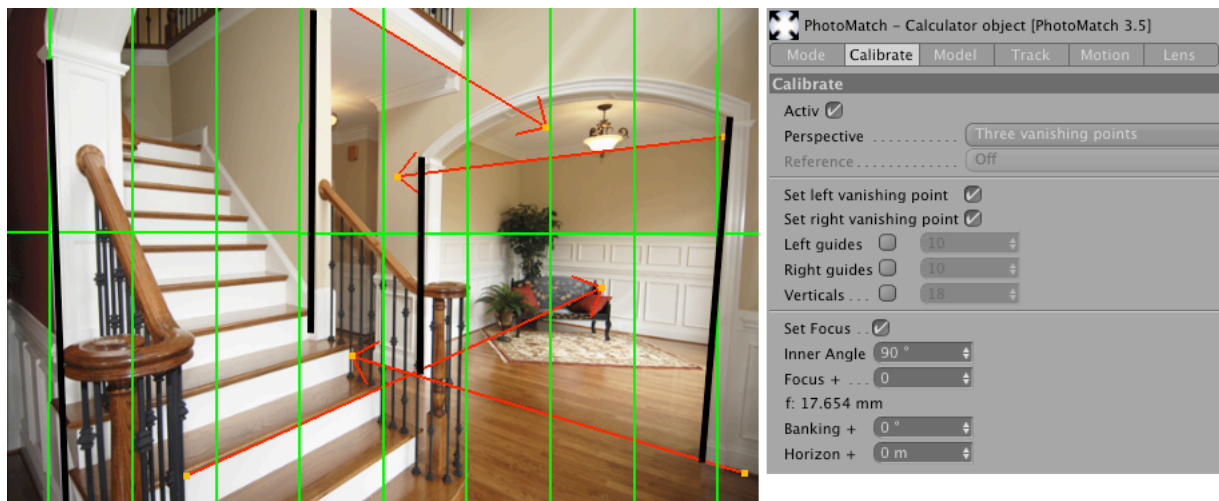 PhotoMatch – Calculator object [PhotoMatch 3.5]
Mode Calibrate Model Track Motion Lens
Calibrate
Activ
Perspective . . . . . . . . . . . Three vanishing points
Reference . . . . . . . . . . . . Off
Set left vanishing point
Set right vanishing point
Left guides 10
Right guides 10
Verticals . . . 18
Set Focus . .
Inner Angle 90 °
Focus + . . . 0
f: 17.654 mm
Banking + 0 °
Horizon + 0 m